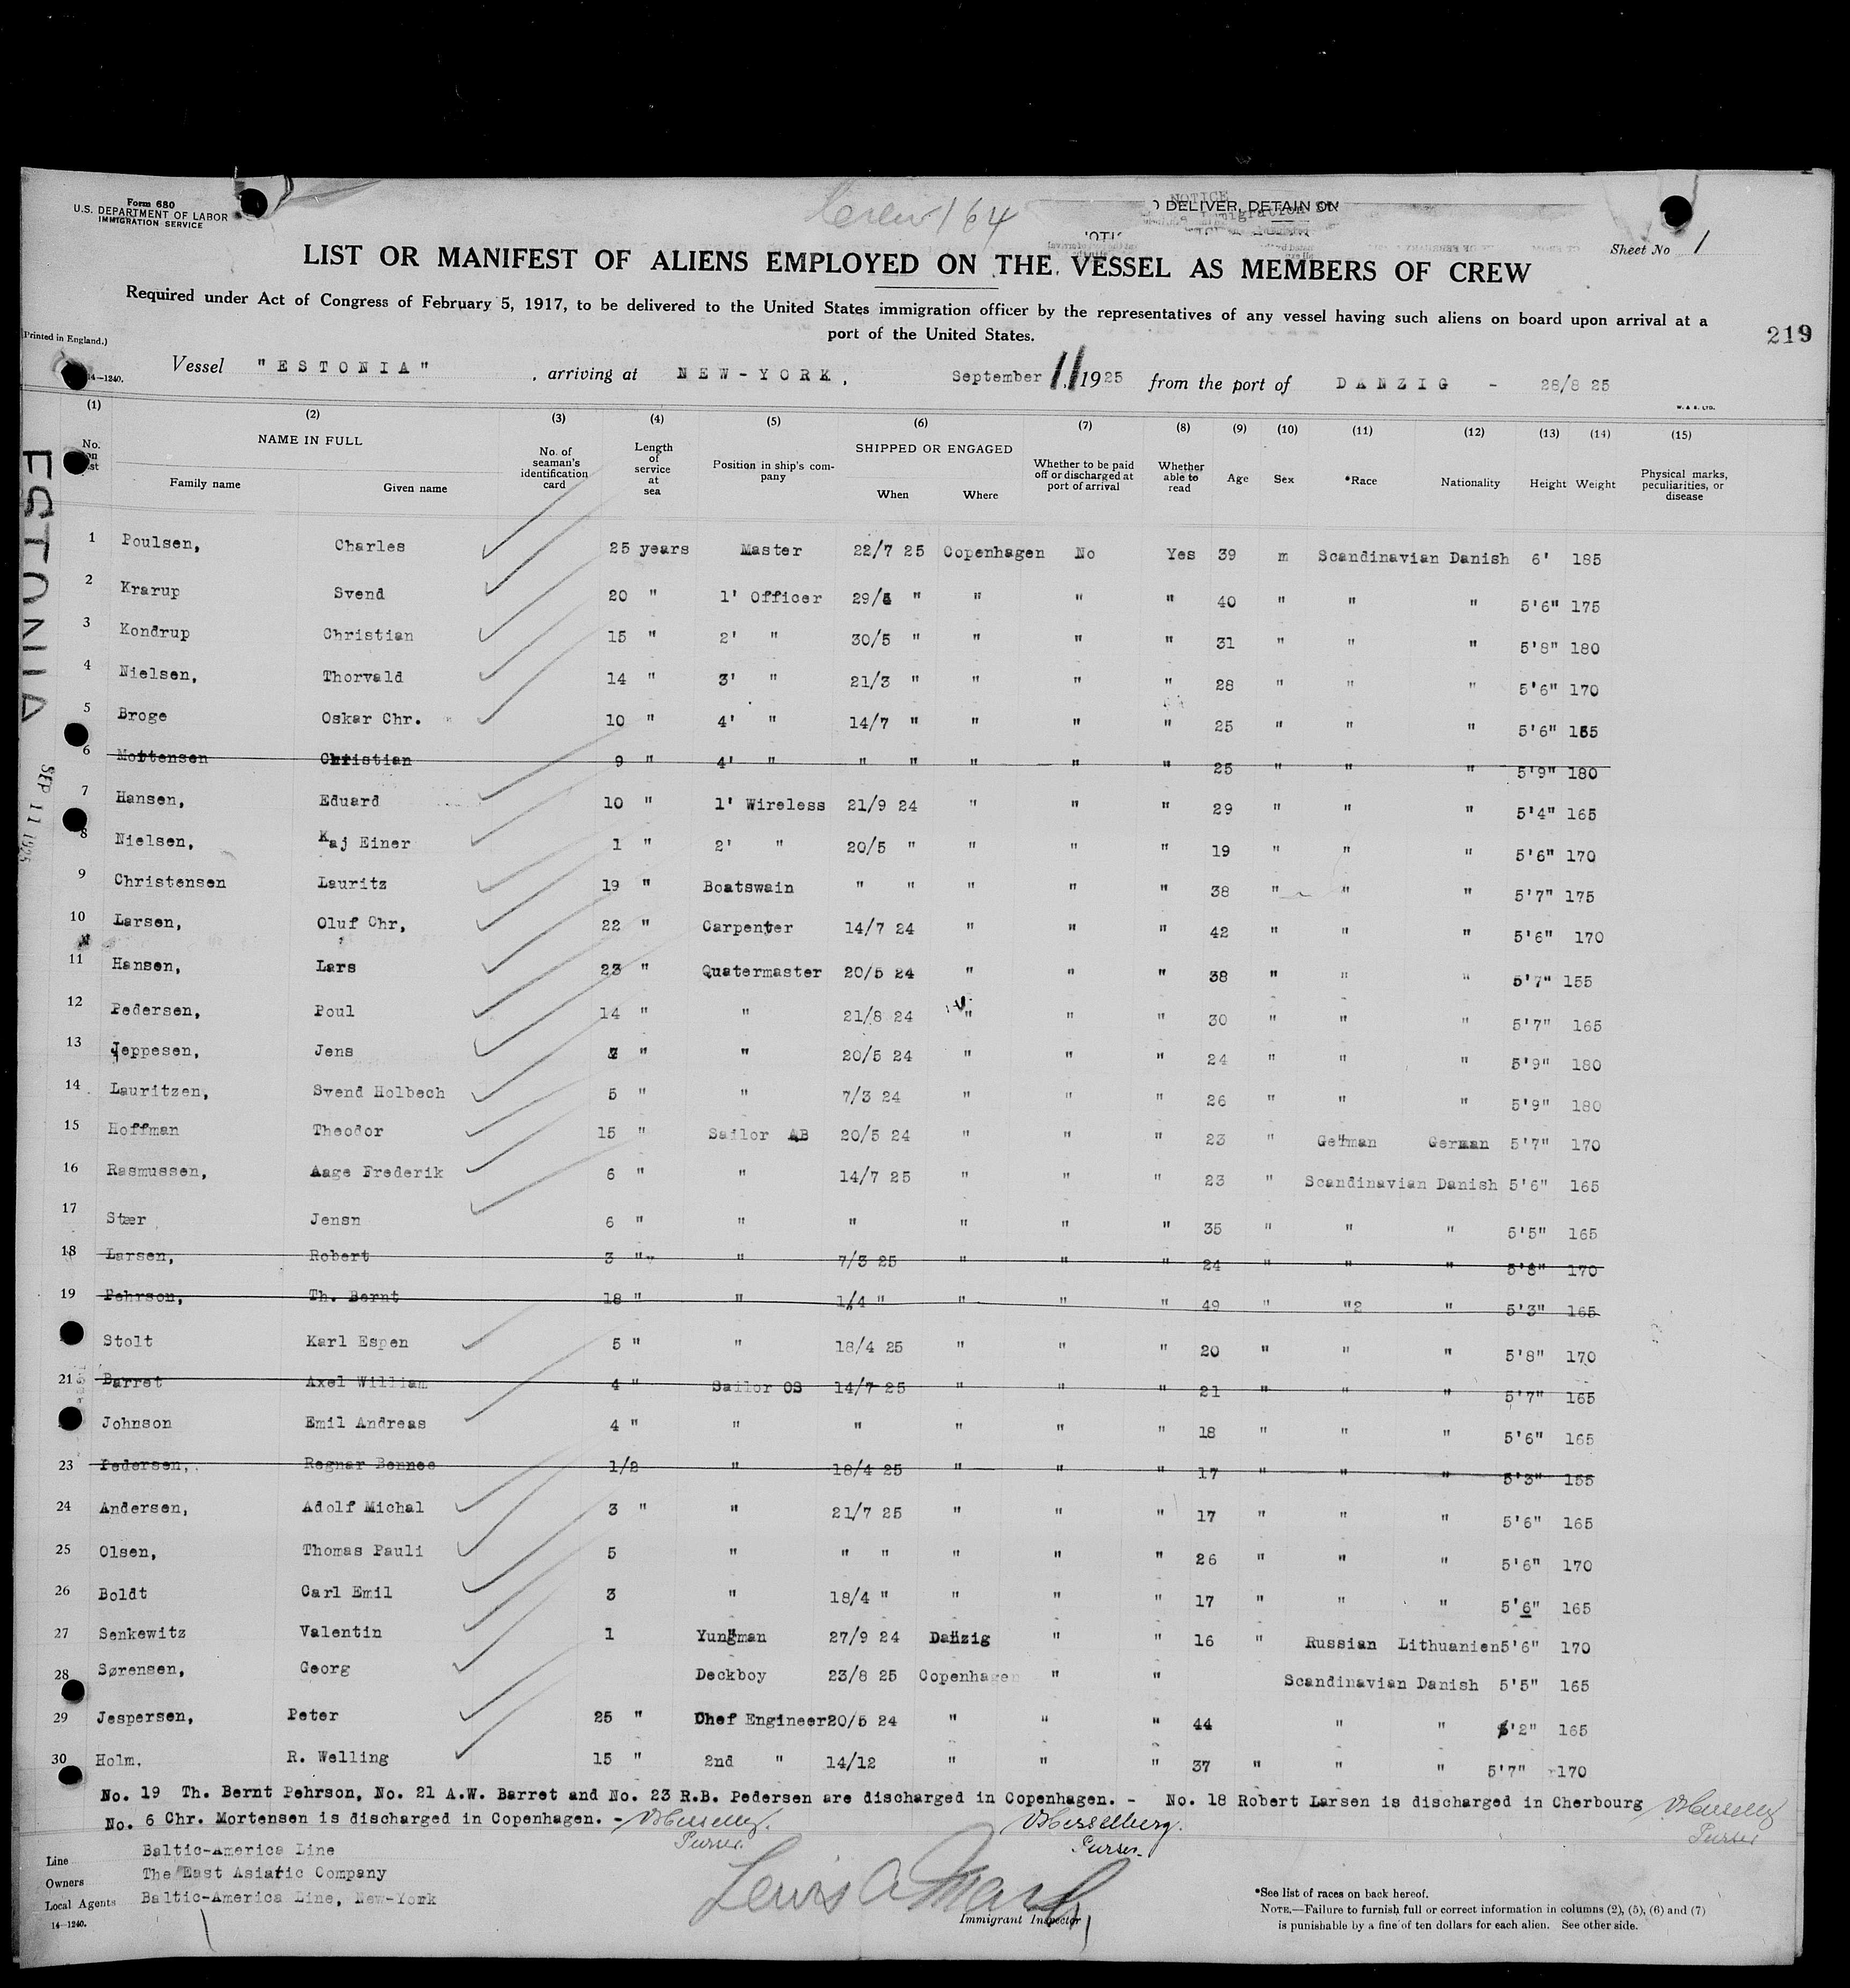 Form 680
U.S. DEPARTMENT OF LABOR
IMMIGRATION SERVICE
Crew 164
NOTICE
DELIVER, DETAIN ON
Sheet No 1
LIST OR MANIFEST OF ALIENS EMPLOYED ON THE VESSEL AS MEMBERS OF CREW
Required under Act of Congress of February 5, 1917, to be delivered to the United States immigration officer by the representatives of any vessel having such aliens on board upon arrival at a
port of the United States.
219
Printed in England.)
14—1240.
Vessel "ESTONIA", arriving at NEW-YORK, September 11 1925 from the port of DANZIG - 28/8 25
W. & S. LTD.
(1) (2) (3) (4) (5) (6) (7) (8) (9) (10) (11) (12) (13) (14) (15)
No. on list NAME IN FULL Family name Given name No. of seaman's identification card Length of service at sea Position in ship's company SHIPPED OR ENGAGED When Where Whether to be paid off or discharged at port of arrival Whether able to read Age Sex *Race Nationality Height Weight Physical marks, peculiarities, or disease
ESTONIA
SEP 11 1925
1 Poulsen, Charles 25 years Master 22/7 25 Copenhagen No Yes 39 m Scandinavian Danish 6' 185
2 Krarup Svend 20 " 1' Officer 29/ " " " " 40 " " " 5'6" 175
3 Kondrup Christian 15 " 2' " 30/5 " " " " 31 " " " 5'8" 180
4 Nielsen, Thorvald 14 " 3' " 21/3 " " " " 28 " " " 5'6" 170
5 Broge Oskar Chr. 10 " 4' " 14/7 " " " " 25 " " " 5'6" 155
6 Mortensen Christian 9 " 4' " " " " " " 25 " " " 5'9" 180
7 Hansen, Eduard 10 " 1' Wireless 21/9 24 " " " 29 " " " 5'4" 165
8 Nielsen, Kaj Einer 1 " 2' " 20/5 " " " " 19 " " " 5'6" 170
9 Christensen Lauritz 19 " Boatswain " " " " " 38 " " " 5'7" 175
10 Larsen, Oluf Chr, 22 " Carpenter 14/7 24 " " " 42 " " " 5'6" 170
11 Hansen, Lars 23 " Quatermaster 20/5 24 " " " 38 " " " 5'7" 155
12 Pedersen, Poul 14 " " 21/8 24 " " " 30 " " " 5'7" 165
13 Jeppesen, Jens " " 20/5 24 " " " 24 " " " 5'9" 180
14 Lauritzen, Svend Holbech 5 " " 7/3 24 " " " 26 " " " 5'9" 180
15 Hoffman Theodor 15 " Sailor AB 20/5 24 " " " 23 " German German 5'7" 170
16 Rasmussen, Aage Frederik 6 " " 14/7 25 " " " 23 " Scandinavian Danish 5'6" 165
17 Stær Jensn 6 " " " " " " 35 " " " 5'5" 165
18 Larsen, Robert 3 " " 7/3 25 " " " 24 " " " 5'8" 170
19 Pehrson, Th. Bernt 18 " " 1/4 " " " " 49 " "2 " 5'3" 165
Stolt Karl Espen 5 " " 18/4 25 " " " 20 " " " 5'8" 170
21 Barret Axel William 4 " Sailor OS 14/7 25 " " " 21 " " " 5'7" 165
Johnson Emil Andreas 4 " " " " " " 18 " " " 5'6" 165
23 Pedersen, Regnar Bennee 1/2 " 18/4 25 " " " 17 " " " 5'3" 155
24 Andersen, Adolf Michal 3 " " 21/7 25 " " " 17 " " " 5'6" 165
25 Olsen, Thomas Pauli 5 " " " " " " 26 " " " 5'6" 170
26 Boldt Carl Emil 3 " 18/4 " " " " 17 " " " 5'6" 165
27 Senkewitz Valentin 1 Yungman 27/9 24 Danzig " " 16 " Russian Lithuanien 5'6" 170
28 Sørensen, Georg Deckboy 23/8 25 Copenhagen " " Scandinavian Danish 5'5" 165
29 Jespersen, Peter 25 " Chef Engineer 20/5 24 " " " 44 " " '2" 165
30 Holm. R. Welling 15 " 2nd " 14/12 " " " 37 " " " 5'7" 170
No. 19 Th. Bernt Pehrson, No. 21 A.W. Barret and No. 23 R.B. Pedersen are discharged in Copenhagen. - No. 18 Robert Larsen is discharged in Cherbourg
No. 6 Chr. Mortensen is discharged in Copenhagen. -
Hesselberg.
Purser.
Purser.
Purser
Line Baltic-America Line
Owners The East Asiatic Company
Local Agents Baltic-America Line, New-York
14—1240.
Lewis A
Immigrant Inspector
*See list of races on back hereof.
NOTE.—Failure to furnish full or correct information in columns (2), (5), (6) and (7)
is punishable by a fine of ten dollars for each alien. See other side.